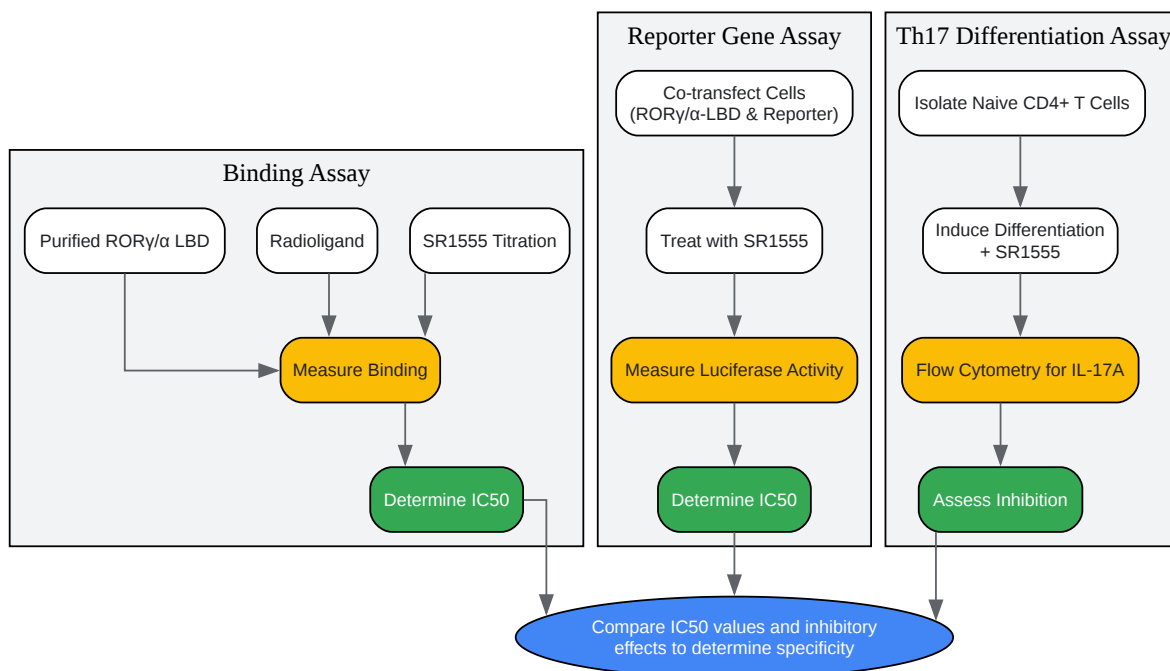 Binding Assay
Purified RORγ/α LBD
Radioligand
SR1555 Titration
Measure Binding
Determine IC50
Reporter Gene Assay
Co-transfect Cells
(RORγ/α-LBD & Reporter)
Treat with SR1555
Measure Luciferase Activity
Determine IC50
Th17 Differentiation Assay
Isolate Naive CD4+ T Cells
Induce Differentiation
+ SR1555
Flow Cytometry for IL-17A
Assess Inhibition
Compare IC50 values and inhibitory
effects to determine specificity